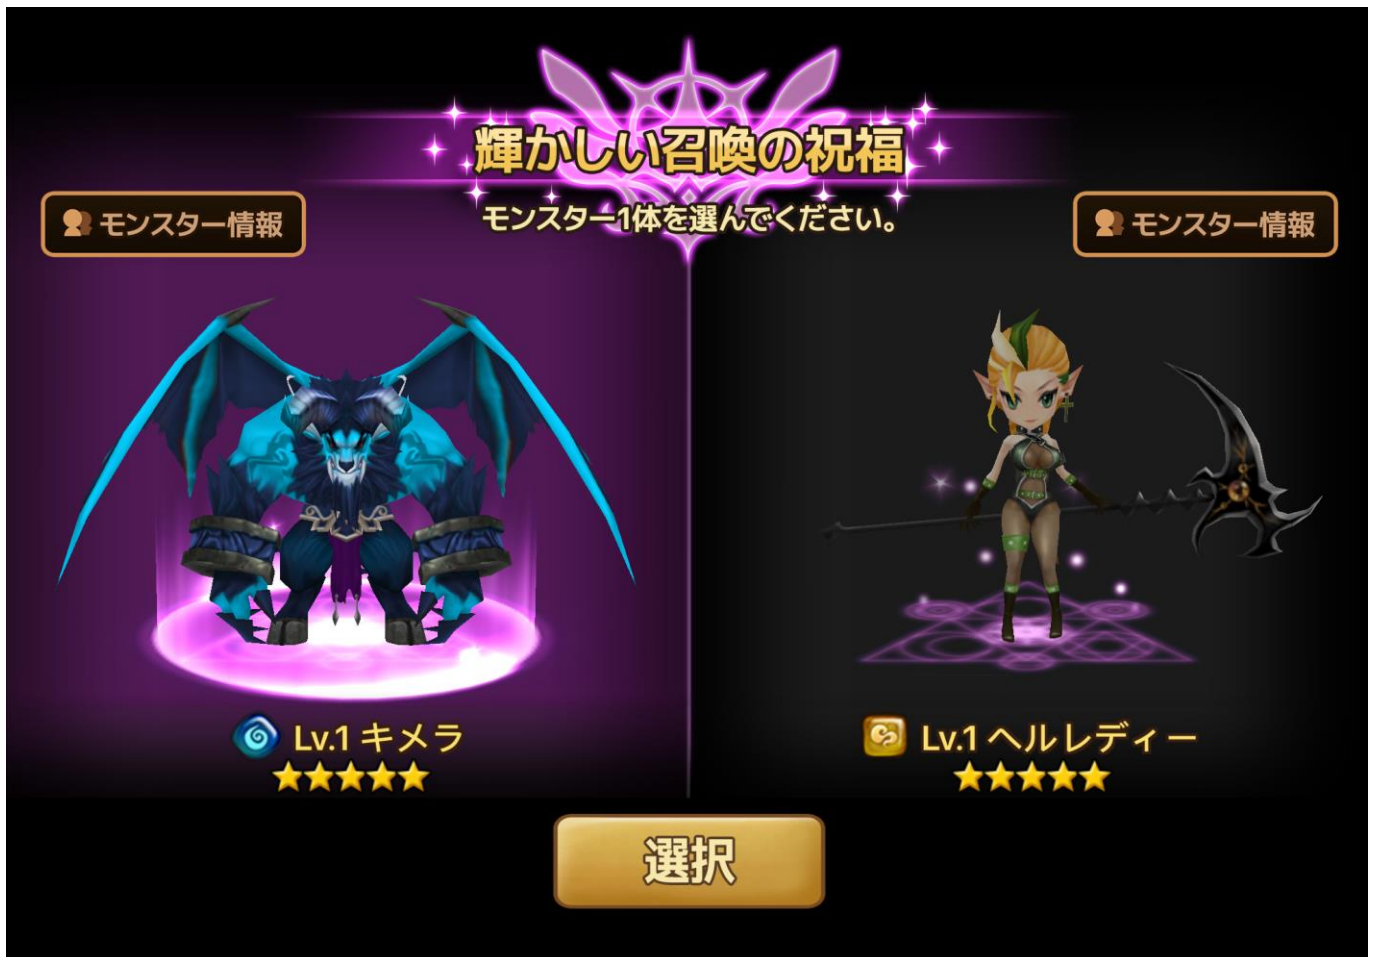 輝かしい召喚の祝福
モンスター1体を選んでください。
モンスター情報
モンスター情報
Lv.1 キメラ
Lv.1 ヘルレディー
選択